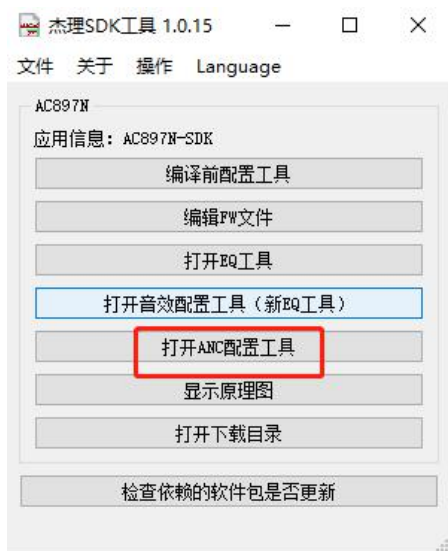 杰理SDK工具 1.0.15
文件 关于 操作 Language
AC897N
应用信息: AC897N-SDK
编译前配置工具
编辑FW文件
打开EQ工具
打开音效配置工具（新EQ工具）
打开ANC配置工具
显示原理图
打开下载目录
检查依赖的软件包是否更新